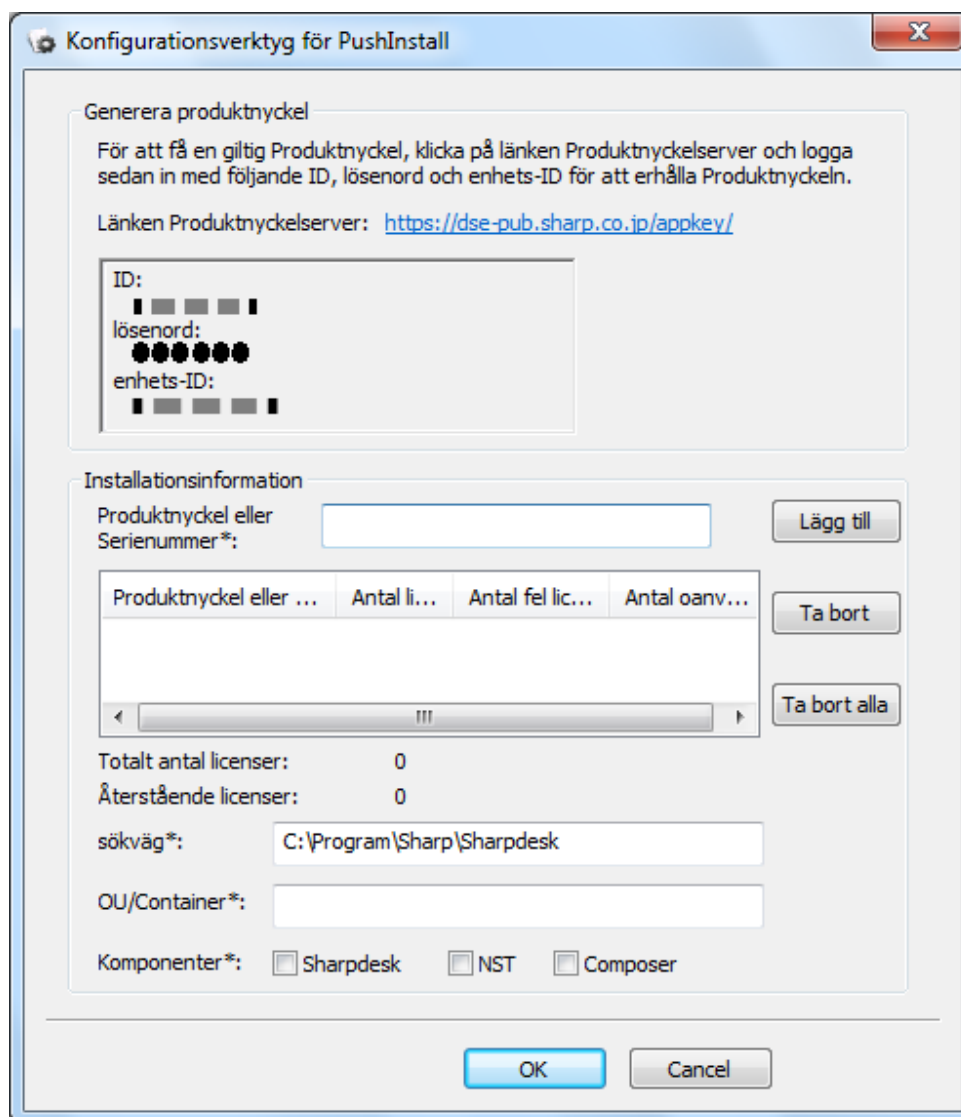 Konfigurationsverktyg för PushInstall
Generera produktnyckel
För att få en giltig Produktnyckel, klicka på länken Produktnyckelserver och logga
sedan in med följande ID, lösenord och enhets-ID för att erhålla Produktnyckeln.
Länken Produktnyckelserver: https://dse-pub.sharp.co.jp/appkey/
ID:
lösenord:
enhets-ID:
Installationsinformation
Produktnyckel eller
Serienummer*:
Lägg till
Produktnyckel eller ... Antal li... Antal fel lic... Antal oanv...
Ta bort
Ta bort alla
Totalt antal licenser: 0
Återstående licenser: 0
sökväg*: C:\Program\Sharp\Sharpdesk
OU/Container*:
Komponenter*: Sharpdesk NST Composer
OK Cancel